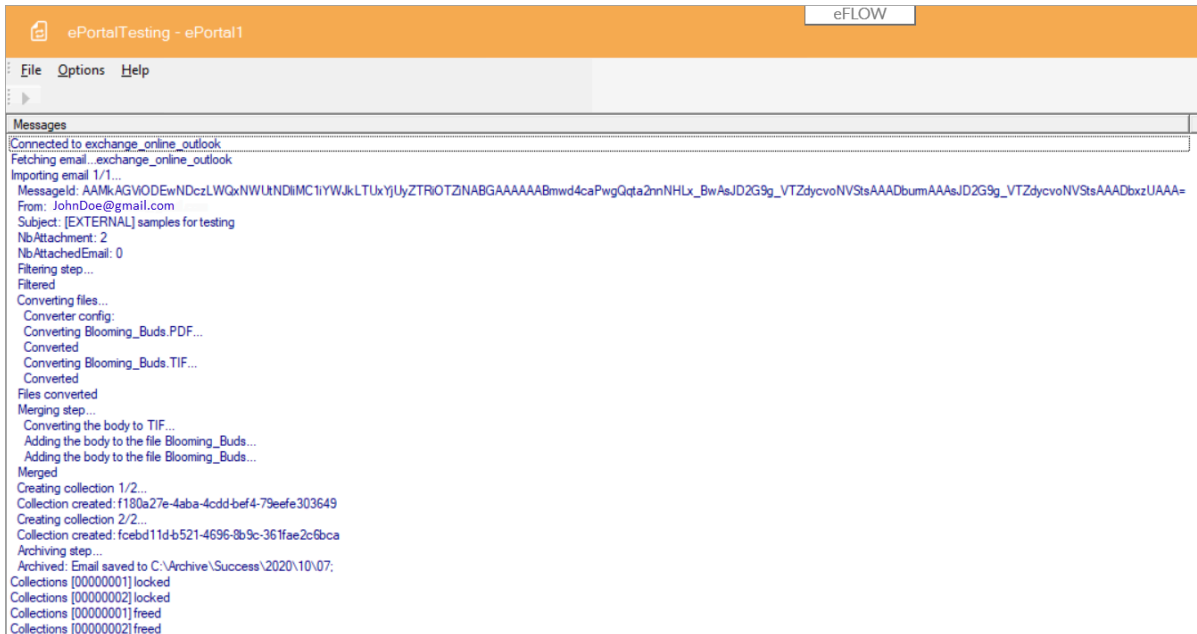 eFLOW
ePortalTesting - ePortal1
File Options Help
Messages
Connected to exchange_online_outlook
Fetching email...exchange_online_outlook
Importing email 1/1...
MessageId: AAMkAGViODEwNDczLWQxNWUtNDliMC1iYWJkLTUxYjUyZTRiOTZiNABGAAAAAABmwd4caPwgQqta2nnNHLx_BwAsJD2G9g_VTZdycvoNVStsAAADburmAAAsJD2G9g_VTZdycvoNVStsAAADbxzUAAA=
From: JohnDoe@gmail.com
Subject: [EXTERNAL] samples for testing
NbAttachment: 2
NbAttachedEmail: 0
Filtering step...
Filtered
Converting files...
Converter config:
Converting Blooming_Buds.PDF...
Converted
Converting Blooming_Buds.TIF...
Converted
Files converted
Merging step...
Converting the body to TIF...
Adding the body to the file Blooming_Buds...
Adding the body to the file Blooming_Buds...
Merged
Creating collection 1/2...
Collection created: f180a27e-4aba-4cdd-bef4-79eefe303649
Creating collection 2/2...
Collection created: fcebd11d-b521-4696-8b9c-361fae2c6bca
Archiving step...
Archived: Email saved to C:\Archive\Success\2020\10\07;
Collections [00000001] locked
Collections [00000002] locked
Collections [00000001] freed
Collections [00000002] freed